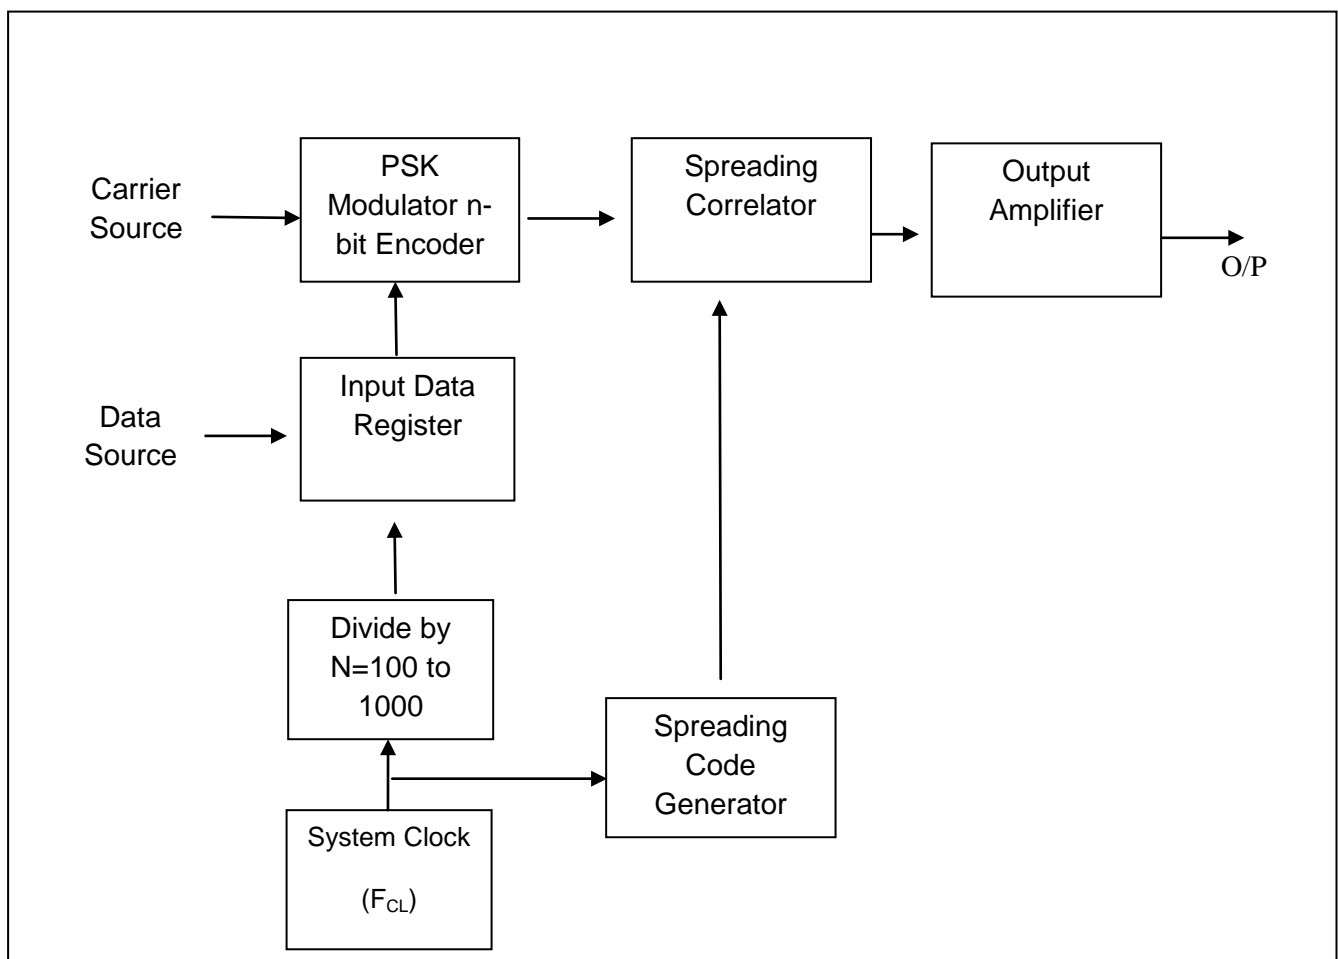 Carrier
Source
PSK
Modulator n-
bit Encoder
Spreading
Correlator
Output
Amplifier
O/P
Data
Source
Input Data
Register
Divide by
N=100 to
1000
Spreading
Code
Generator
System Clock
(FCL)